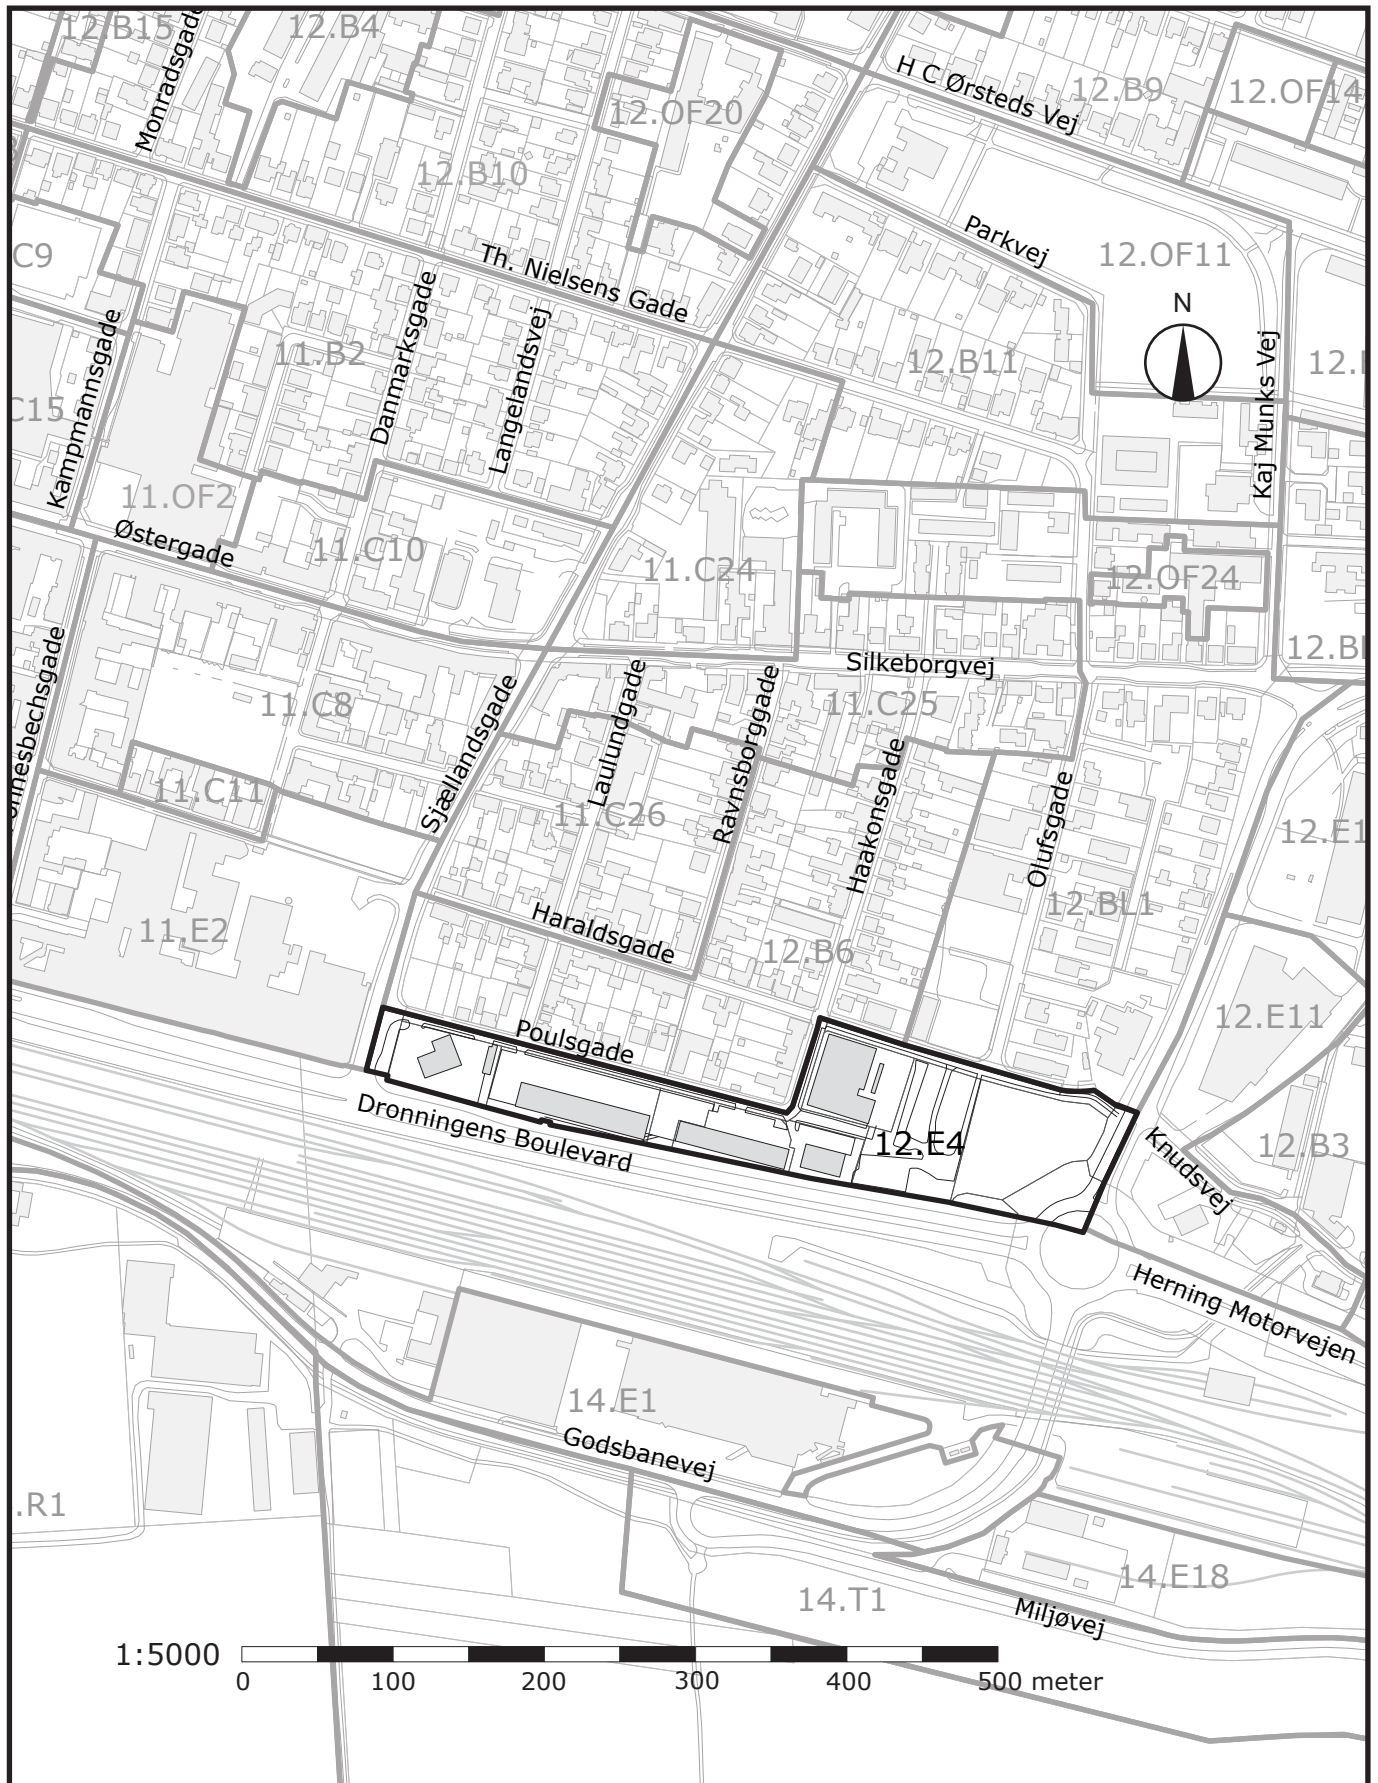 12.B15
12.B4
Monradsgade
H C Ørsteds Vej
12.B9
12.OF14
12.OF20
12.B10
Parkvej
12.OF11
C9
Th. Nielsens Gade
N
Danmarksgade
Langelandsvej
Kampmannsgade
11.B2
12.B11
Kaj Munks Vej
C15
11.OF2
Østergade
11.C10
11.C24
12.OF24
Silkeborgvej
11.C8
Sjællandsgade
Laulundgade
Ravnsborggade
11.C25
11.C11
11.C26
Haakonsgade
Olufsgade
12.E1
12.BL1
11.E2
Haraldsgade
12.B6
12.E11
Poulsgade
Dronningens Boulevard
12.E4
Knudsvej
12.B3
Herning Motorvejen
14.E1
Godsbanevej
.R1
14.E18
14.T1
Miljøvej
1:5000
0 100 200 300 400 500 meter